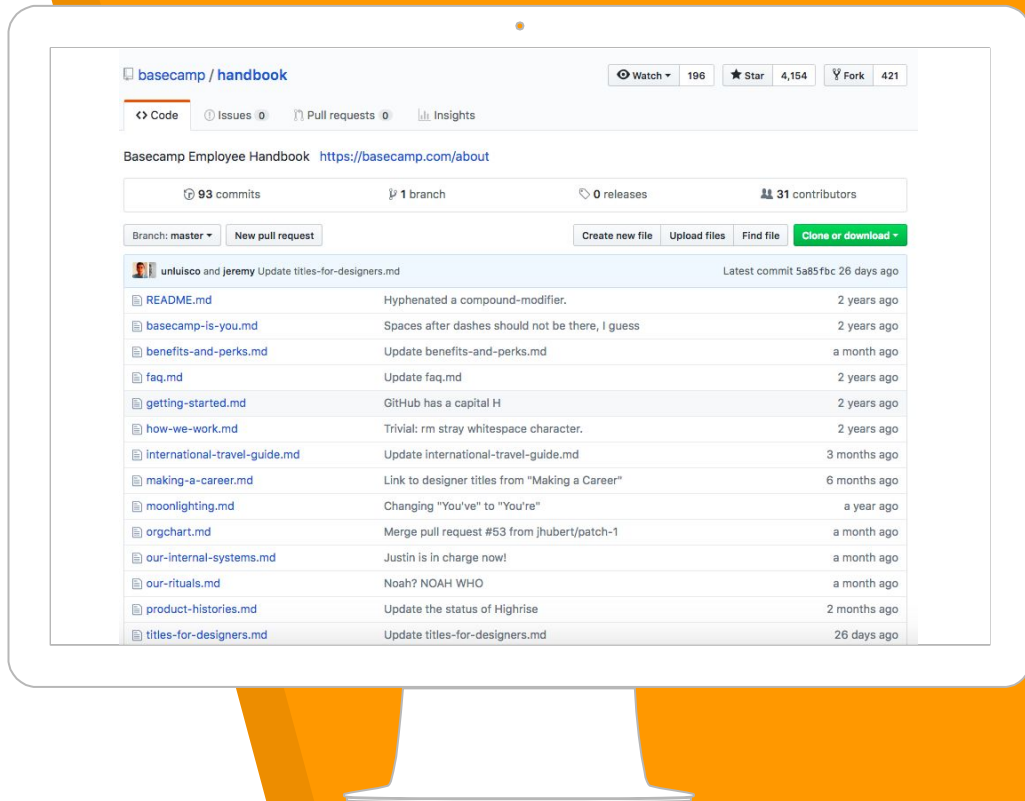 basecamp / handbook
Watch 196 Star 4,154 Fork 421
Code Issues 0 Pull requests 0 Insights
Basecamp Employee Handbook https://basecamp.com/about
93 commits 1 branch 0 releases 31 contributors
Branch: master New pull request Create new file Upload files Find file Clone or download
unluisco and jeremy Update titles-for-designers.md Latest commit 5a85fbc 26 days ago
README.md Hyphenated a compound-modifier. 2 years ago
basecamp-is-you.md Spaces after dashes should not be there, I guess 2 years ago
benefits-and-perks.md Update benefits-and-perks.md a month ago
faq.md Update faq.md 2 years ago
getting-started.md GitHub has a capital H 2 years ago
how-we-work.md Trivial: rm stray whitespace character. 2 years ago
international-travel-guide.md Update international-travel-guide.md 3 months ago
making-a-career.md Link to designer titles from "Making a Career" 6 months ago
moonlighting.md Changing "You've" to "You're" a year ago
orgchart.md Merge pull request #53 from jhubert/patch-1 a month ago
our-internal-systems.md Justin is in charge now! a month ago
our-rituals.md Noah? NOAH WHO a month ago
product-histories.md Update the status of Highrise 2 months ago
titles-for-designers.md Update titles-for-designers.md 26 days ago